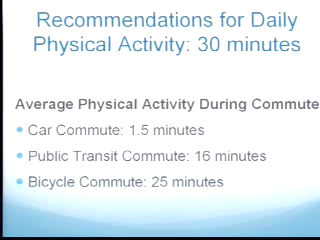 Recommendations for Daily
Physical Activity: 30 minutes
Average Physical Activity During Commute
Car Commute: 1.5 minutes
Public Transit Commute: 16 minutes
Bicycle Commute: 25 minutes